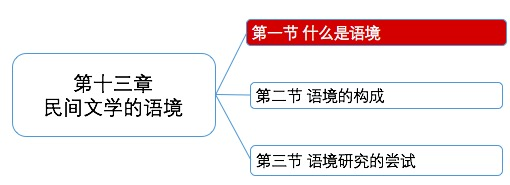 第十三章
民间文学的语境
第一节 什么是语境
第二节 语境的构成
第三节 语境研究的尝试